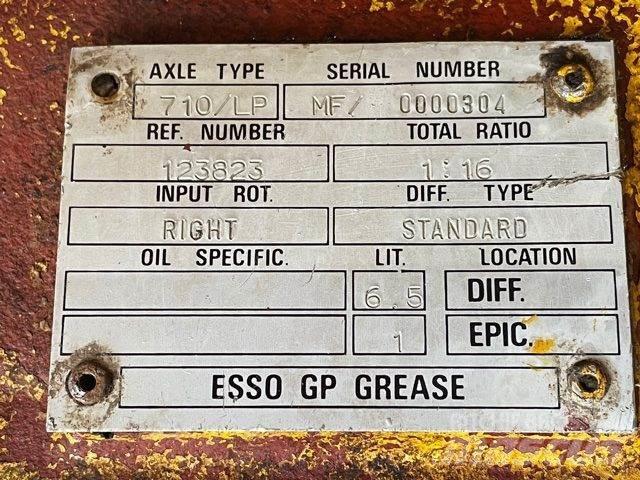 AXLE TYPE SERIAL NUMBER
710/LP MF/ 0000304
REF. NUMBER TOTAL RATIO
123823 1:16
INPUT ROT. DIFF. TYPE
RIGHT STANDARD
OIL SPECIFIC. LIT. LOCATION
6.5 DIFF.
1 EPIC.
ESSO GP GREASE